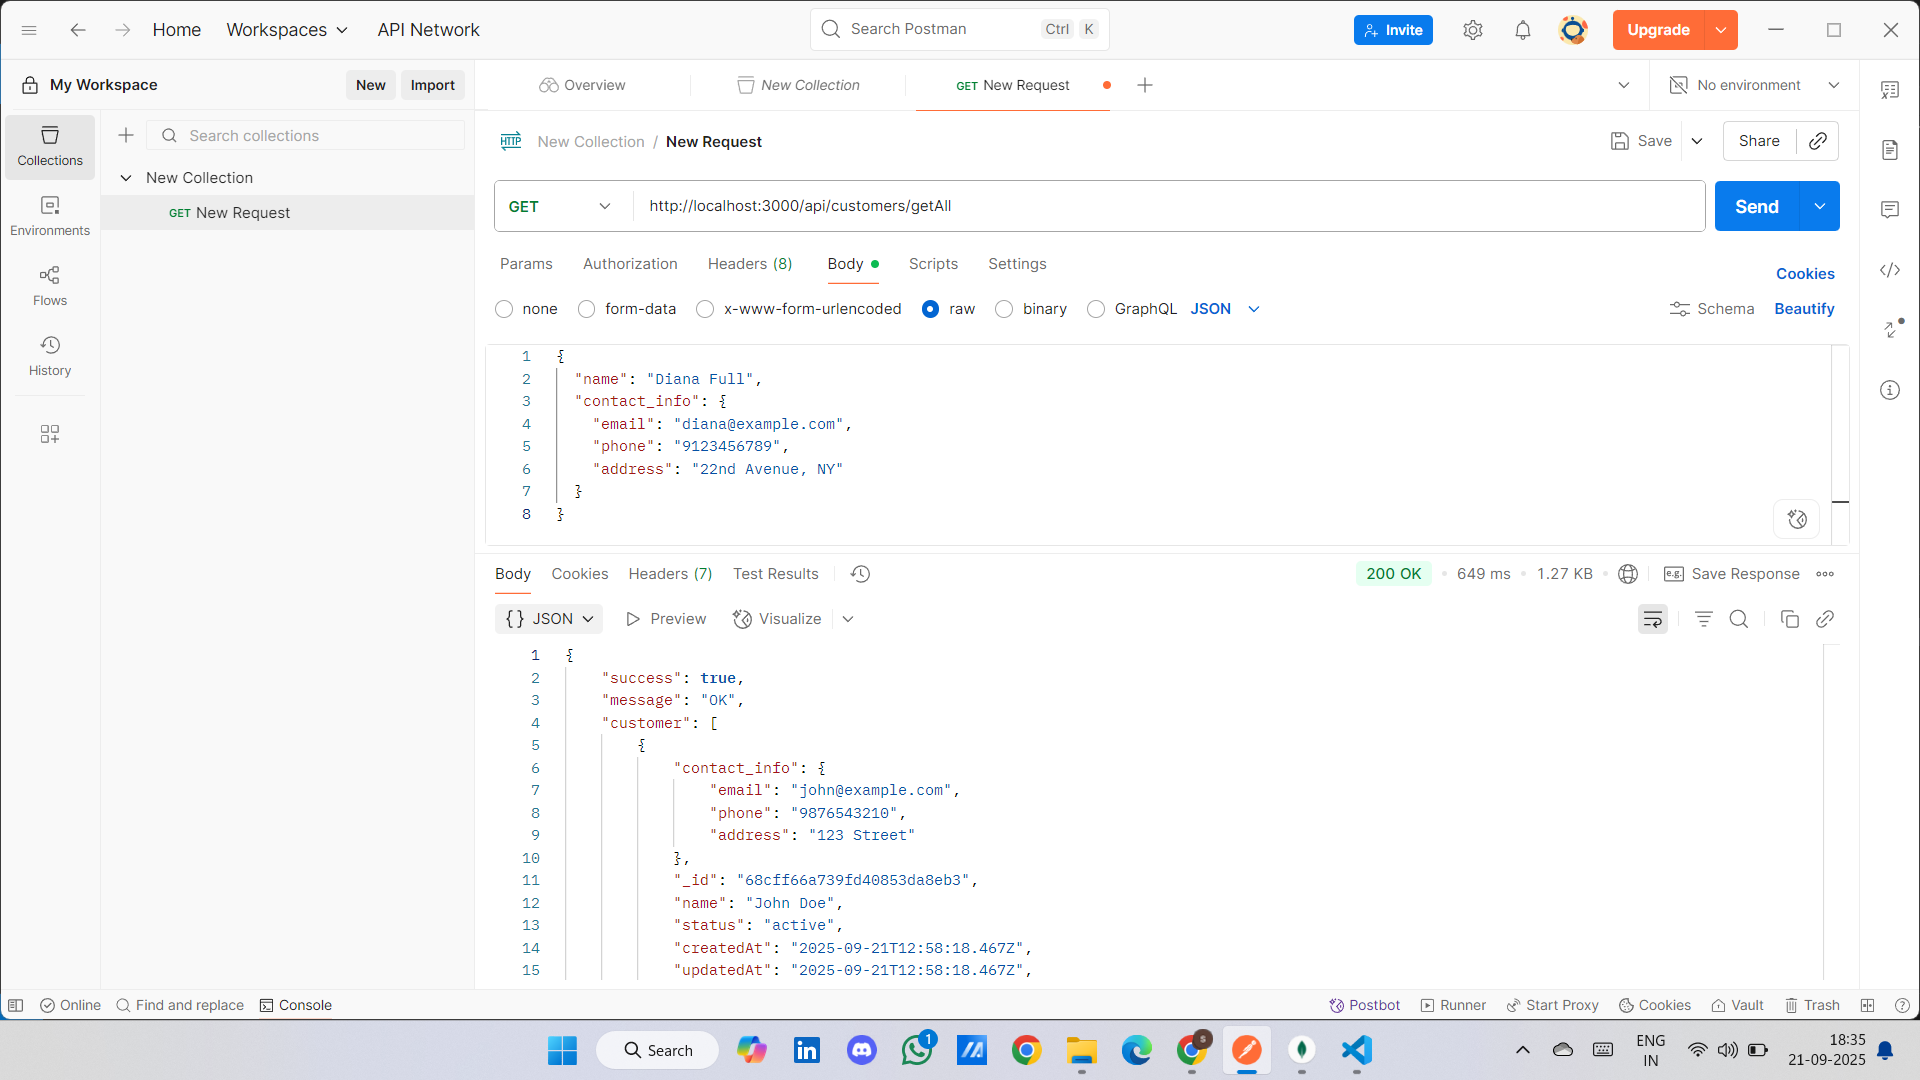 Home
Workspaces
API Network
Search Postman
Ctrl
K
Invite
Upgrade
My Workspace
New
Import
Overview
New Collection
GET New Request
No environment
Collections
Environments
Flows
History
Search collections
New Collection
GET New Request
HTTP
New Collection / New Request
Save
Share
GET
http://localhost:3000/api/customers/getAll
Send
Params
Authorization
Headers (8)
Body
Scripts
Settings
Cookies
none
form-data
x-www-form-urlencoded
raw
binary
GraphQL
JSON
Schema
Beautify
1 {
2 "name": "Diana Full",
3 "contact_info": {
4 "email": "diana@example.com",
5 "phone": "9123456789",
6 "address": "22nd Avenue, NY"
7 }
8 }
Body
Cookies
Headers (7)
Test Results
200 OK
649 ms
1.27 KB
e.g.
Save Response
{} JSON
Preview
Visualize
1 {
2 "success": true,
3 "message": "OK",
4 "customer": [
5 {
6 "contact_info": {
7 "email": "john@example.com",
8 "phone": "9876543210",
9 "address": "123 Street"
10 },
11 "_id": "68cff66a739fd40853da8eb3",
12 "name": "John Doe",
13 "status": "active",
14 "createdAt": "2025-09-21T12:58:18.467Z",
15 "updatedAt": "2025-09-21T12:58:18.467Z",
Online
Find and replace
Console
Postbot
Runner
Start Proxy
Cookies
Vault
Trash
Search
1
ENG
IN
18:35
21-09-2025